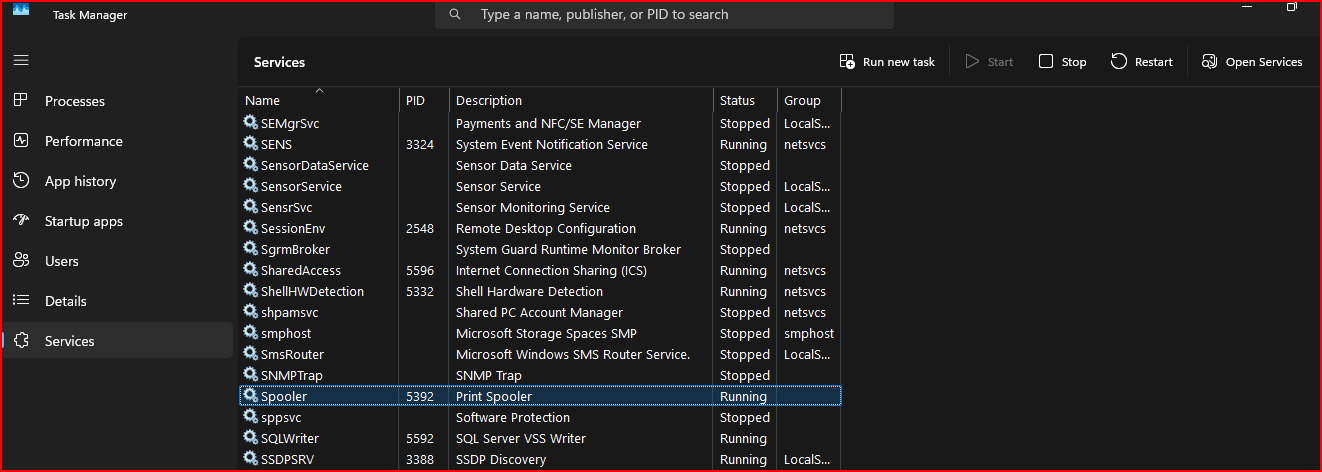 Task Manager
Type a name, publisher, or PID to search
Services
Run new task Start Stop Restart Open Services
Processes
Performance
App history
Startup apps
Users
Details
Services
Name PID Description Status Group
SEMgrSvc Payments and NFC/SE Manager Stopped LocalS...
SENS 3324 System Event Notification Service Running netsvcs
SensorDataService Sensor Data Service Stopped
SensorService Sensor Service Stopped LocalS...
SensrSvc Sensor Monitoring Service Stopped LocalS...
SessionEnv 2548 Remote Desktop Configuration Running netsvcs
SgrmBroker System Guard Runtime Monitor Broker Stopped
SharedAccess 5596 Internet Connection Sharing (ICS) Running netsvcs
ShellHWDetection 5332 Shell Hardware Detection Running netsvcs
shpamsvc Shared PC Account Manager Stopped netsvcs
smphost Microsoft Storage Spaces SMP Stopped smphost
SmsRouter Microsoft Windows SMS Router Service. Stopped LocalS...
SNMPTrap SNMP Trap Stopped
Spooler 5392 Print Spooler Running
sppsvc Software Protection Stopped
SQLWriter 5592 SQL Server VSS Writer Running
SSDPSRV 3388 SSDP Discovery Running LocalS...